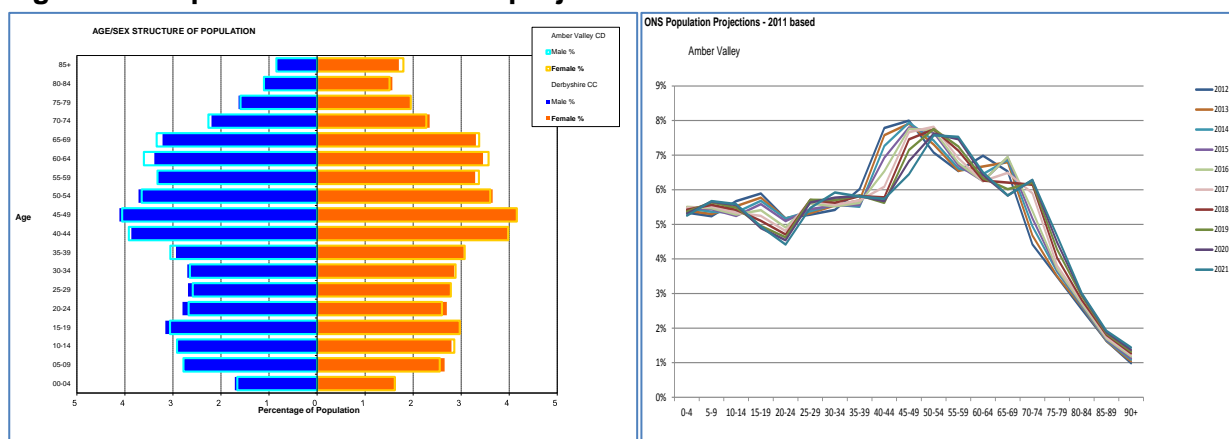 AGE/SEX STRUCTURE OF POPULATION
Amber Valley CD
Male %
Female %
Derbyshire CC
Male %
Female %
85+
80-84
75-79
70-74
65-69
60-64
55-59
50-54
45-49
Age
40-44
35-39
30-34
25-29
20-24
15-19
10-14
05-09
00-04
5 4 3 2 1 0 1 2 3 4 5
Percentage of Population
ONS Population Projections - 2011 based
Amber Valley
9%
8%
7%
6%
5%
4%
3%
2%
1%
0%
0-4 5-9 10-14 15-19 20-24 25-29 30-34 35-39 40-44 45-49 50-54 55-59 60-64 65-69 70-74 75-79 80-84 85-89 90+
2012
2013
2014
2015
2016
2017
2018
2019
2020
2021